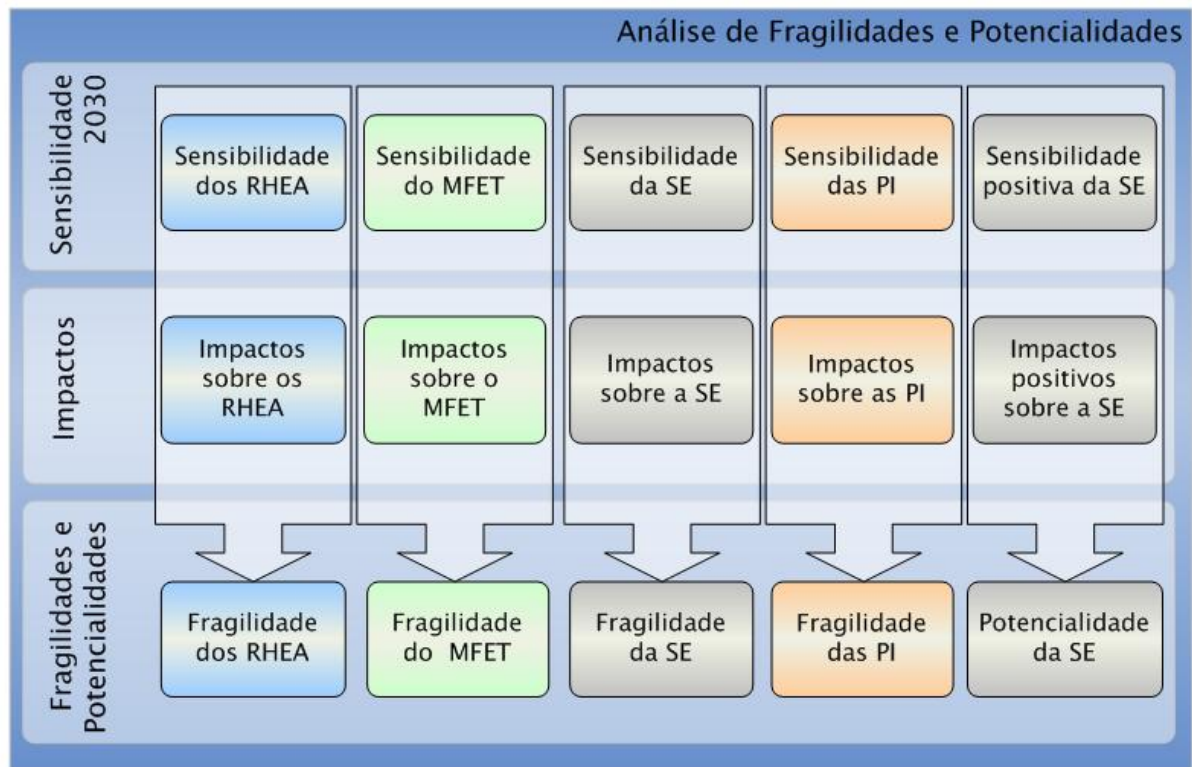 Análise de Fragilidades e Potencialidades
Sensibilidade
2030
Sensibilidade
dos RHEA
Sensibilidade
do MFET
Sensibilidade
da SE
Sensibilidade
das PI
Sensibilidade
positiva da SE
Impactos
Impactos
sobre os
RHEA
Impactos
sobre o
MFET
Impactos
sobre a SE
Impactos
sobre as PI
Impactos
positivos
sobre a SE
Fragilidades e
Potencialidades
Fragilidade
dos RHEA
Fragilidade
do MFET
Fragilidade
da SE
Fragilidade
das PI
Potencialidade
da SE